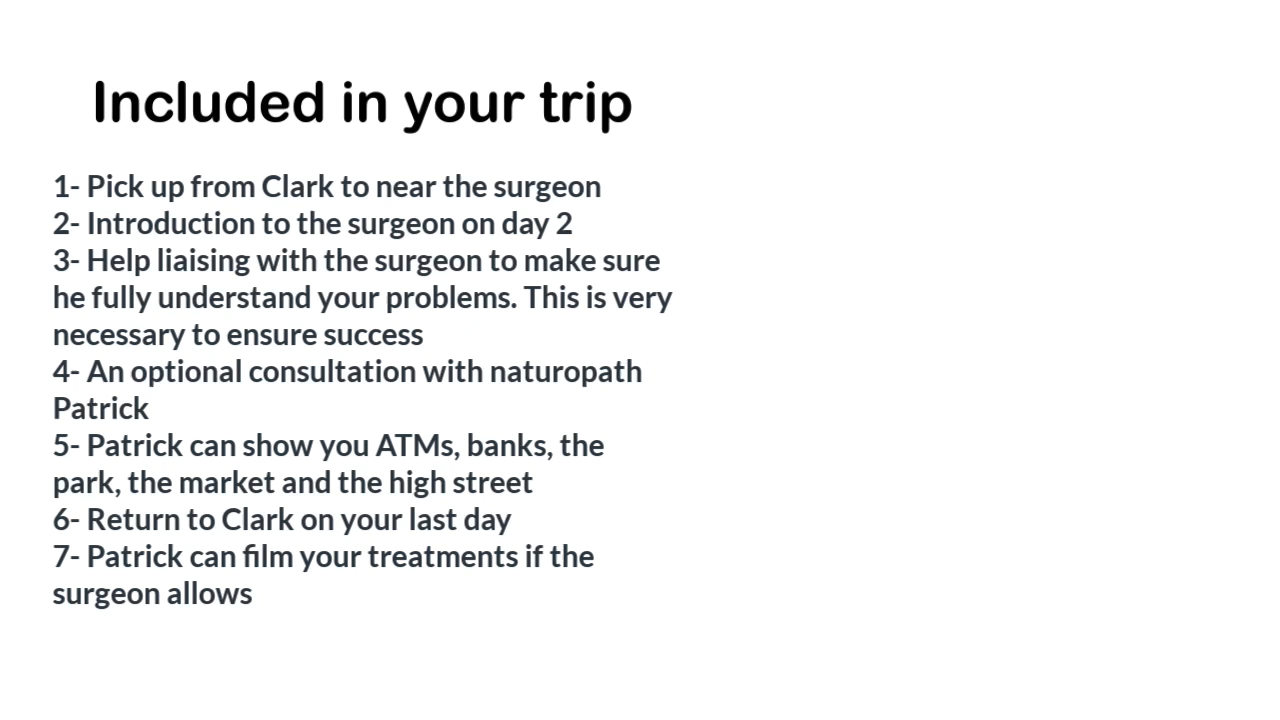 Included in your trip
1- Pick up from Clark to near the surgeon
2- Introduction to the surgeon on day 2
3- Help liaising with the surgeon to make sure
he fully understand your problems. This is very
necessary to ensure success
4- An optional consultation with naturopath
Patrick
5- Patrick can show you ATMs, banks, the
park, the market and the high street
6- Return to Clark on your last day
7- Patrick can film your treatments if the
surgeon allows